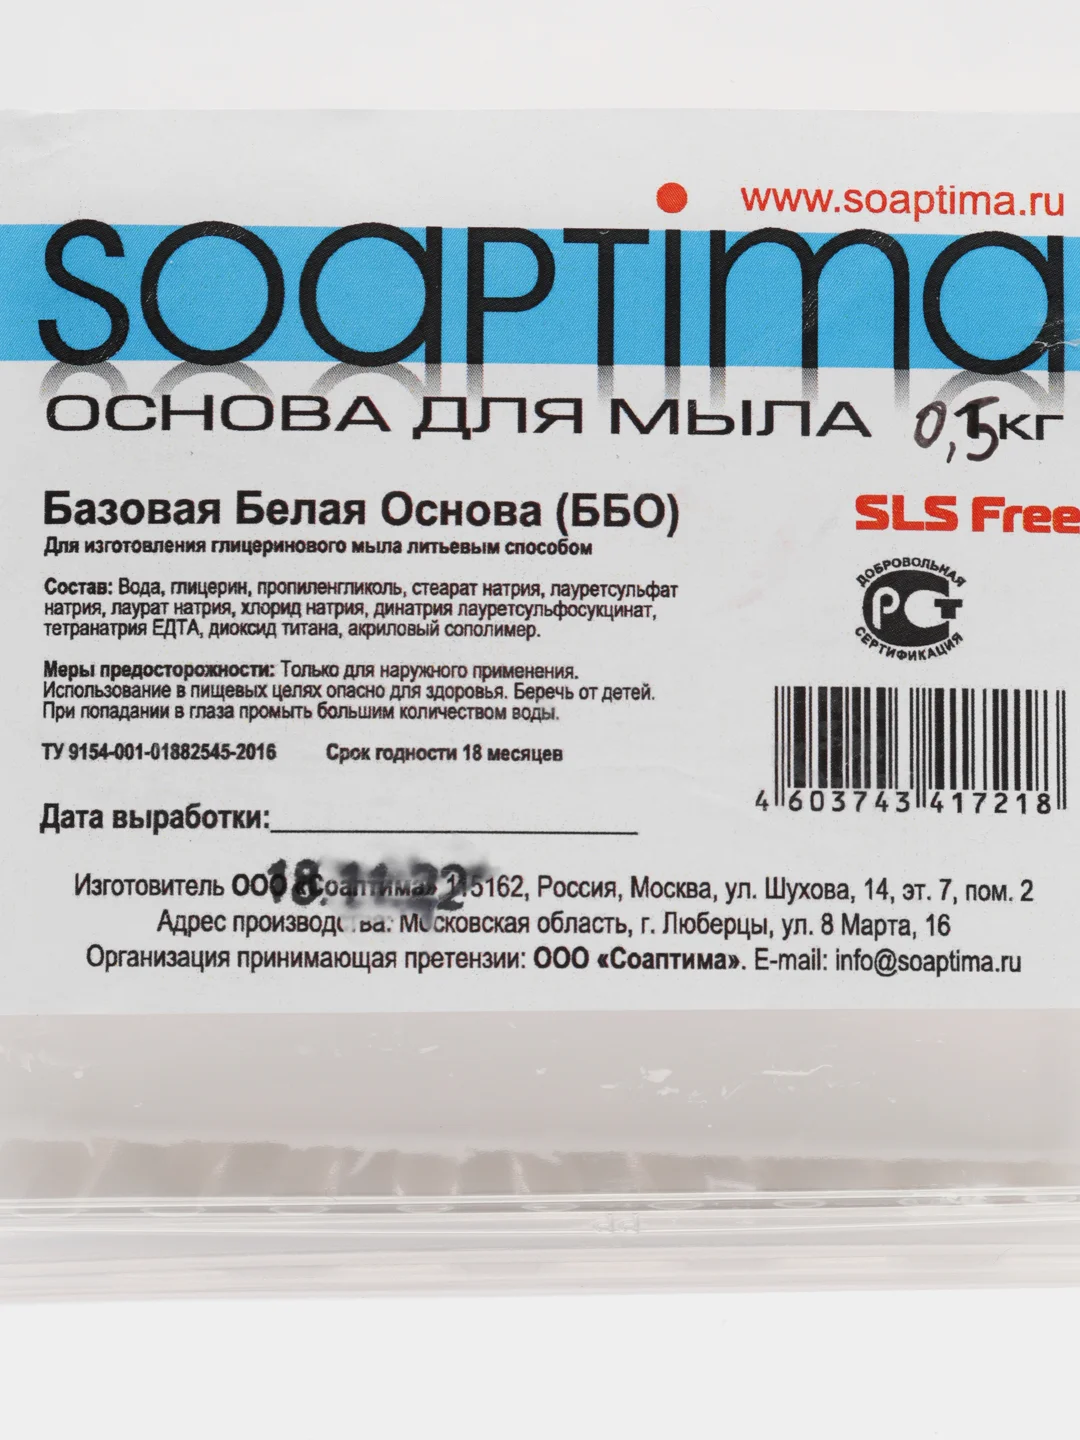 www.soaptima.ru
soaptima
ОСНОВА ДЛЯ МЫЛА 0,5кг
Базовая Белая Основа (ББО)
Для изготовления глицеринового мыла литьевым способом
SLS Free
Состав: Вода, глицерин, пропиленгликоль, стеарат натрия, лауретсульфат
натрия, лаурат натрия, хлорид натрия, динатрия лауретсульфосукцинат,
тетранатрия ЕДТА, диоксид титана, акриловый сополимер.
ДОБРОВОЛЬНАЯ
РСТ
СЕРТИФИКАЦИЯ
Меры предосторожности: Только для наружного применения.
Использование в пищевых целях опасно для здоровья. Беречь от детей.
При попадании в глаза промыть большим количеством воды.
ТУ 9154-001-01882545-2016 Срок годности 18 месяцев
4 603743 417218
Дата выработки:
18.11.22
Изготовитель ООО «Соаптима» 115162, Россия, Москва, ул. Шухова, 14, эт. 7, пом. 2
Адрес производства: Московская область, г. Люберцы, ул. 8 Марта, 16
Организация принимающая претензии: ООО «Соаптима». E-mail: info@soaptima.ru